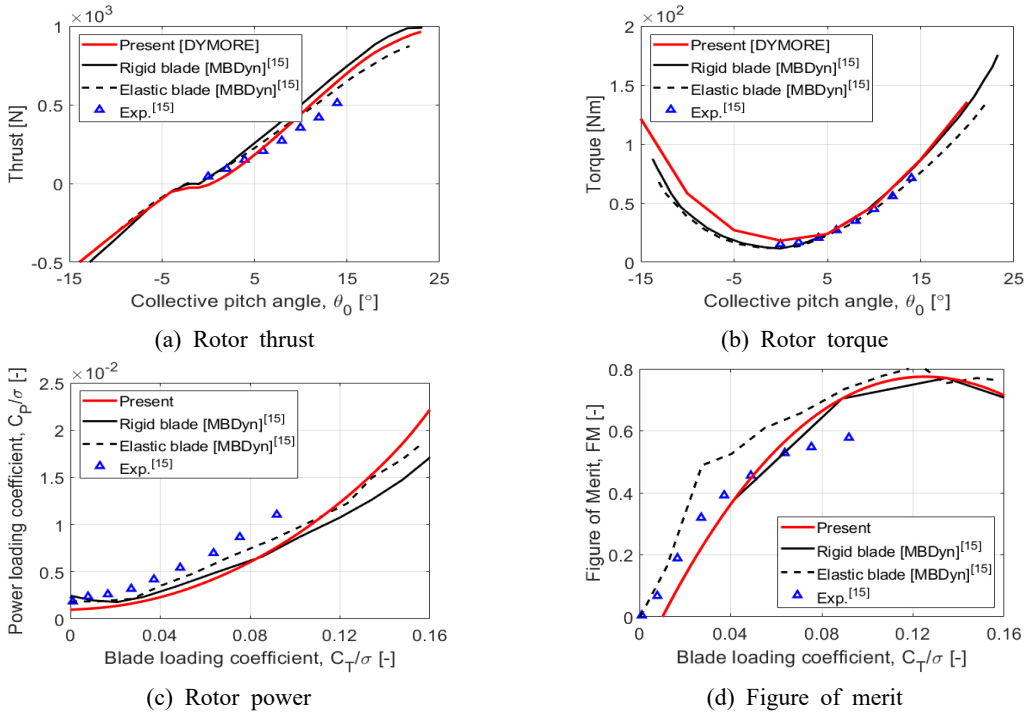 ×10³
1
0.5
0
-0.5
-15
-5
5
15
25
Thrust [N]
Present [DYMORE]
Rigid blade [MBDyn][15]
Elastic blade [MBDyn][15]
Exp.[15]
Collective pitch angle, θ₀ [°]
(a) Rotor thrust
×10²
2
1.5
1
0.5
0
-15
-5
5
15
25
Torque [Nm]
Present [DYMORE]
Rigid blade [MBDyn][15]
Elastic blade [MBDyn][15]
Exp.[15]
Collective pitch angle, θ₀ [°]
(b) Rotor torque
×10⁻²
2.5
2
1.5
1
0.5
0
0
0.04
0.08
0.12
0.16
Power loading coefficient, C_P/σ [-]
Present
Rigid blade [MBDyn][15]
Elastic blade [MBDyn][15]
Exp.[15]
Blade loading coefficient, C_T/σ [-]
(c) Rotor power
0.8
0.6
0.4
0.2
0
0
0.04
0.08
0.12
0.16
Figure of Merit, FM [-]
Present
Rigid blade [MBDyn][15]
Elastic blade [MBDyn][15]
Exp.[15]
Blade loading coefficient, C_T/σ [-]
(d) Figure of merit